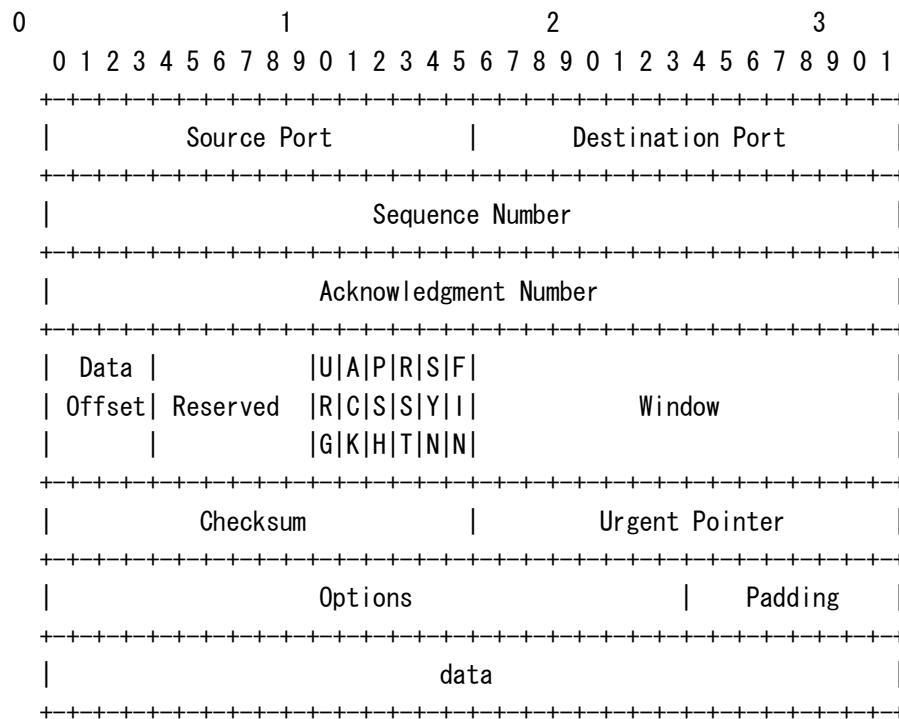 0                   1                   2                   3
   0 1 2 3 4 5 6 7 8 9 0 1 2 3 4 5 6 7 8 9 0 1 2 3 4 5 6 7 8 9 0 1
  +-+-+-+-+-+-+-+-+-+-+-+-+-+-+-+-+-+-+-+-+-+-+-+-+-+-+-+-+-+-+-+-+
  |          Source Port          |       Destination Port        |
  +-+-+-+-+-+-+-+-+-+-+-+-+-+-+-+-+-+-+-+-+-+-+-+-+-+-+-+-+-+-+-+-+
  |                        Sequence Number                        |
  +-+-+-+-+-+-+-+-+-+-+-+-+-+-+-+-+-+-+-+-+-+-+-+-+-+-+-+-+-+-+-+-+
  |                    Acknowledgment Number                      |
  +-+-+-+-+-+-+-+-+-+-+-+-+-+-+-+-+-+-+-+-+-+-+-+-+-+-+-+-+-+-+-+-+
  |  Data |           |U|A|P|R|S|F|                               |
  | Offset| Reserved  |R|C|S|S|Y|I|            Window             |
  |       |           |G|K|H|T|N|N|                               |
  +-+-+-+-+-+-+-+-+-+-+-+-+-+-+-+-+-+-+-+-+-+-+-+-+-+-+-+-+-+-+-+-+
  |           Checksum            |         Urgent Pointer        |
  +-+-+-+-+-+-+-+-+-+-+-+-+-+-+-+-+-+-+-+-+-+-+-+-+-+-+-+-+-+-+-+-+
  |                    Options                    |    Padding    |
  +-+-+-+-+-+-+-+-+-+-+-+-+-+-+-+-+-+-+-+-+-+-+-+-+-+-+-+-+-+-+-+-+
  |                             data                              |
  +-+-+-+-+-+-+-+-+-+-+-+-+-+-+-+-+-+-+-+-+-+-+-+-+-+-+-+-+-+-+-+-+